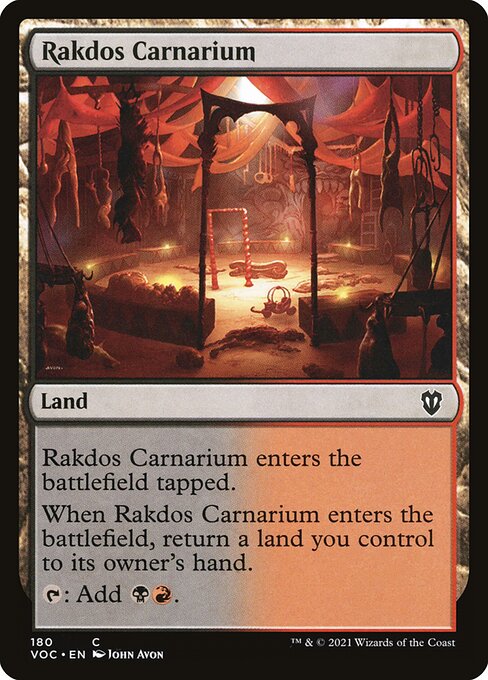 Rakdos Carnarium
AVON
Land
Rakdos Carnarium enters the
battlefield tapped.
When Rakdos Carnarium enters the
battlefield, return a land you control
to its owner's hand.
: Add .
180 C
VOC • EN JOHN AVON
™ & © 2021 Wizards of the Coast